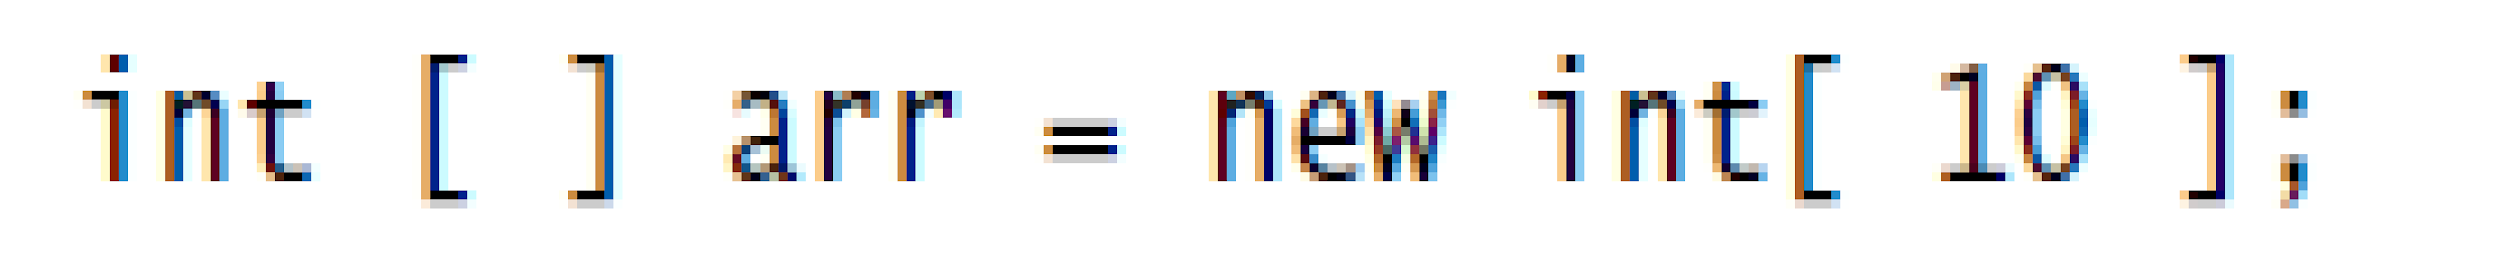 int [ ] arr = new int[ 10 ];